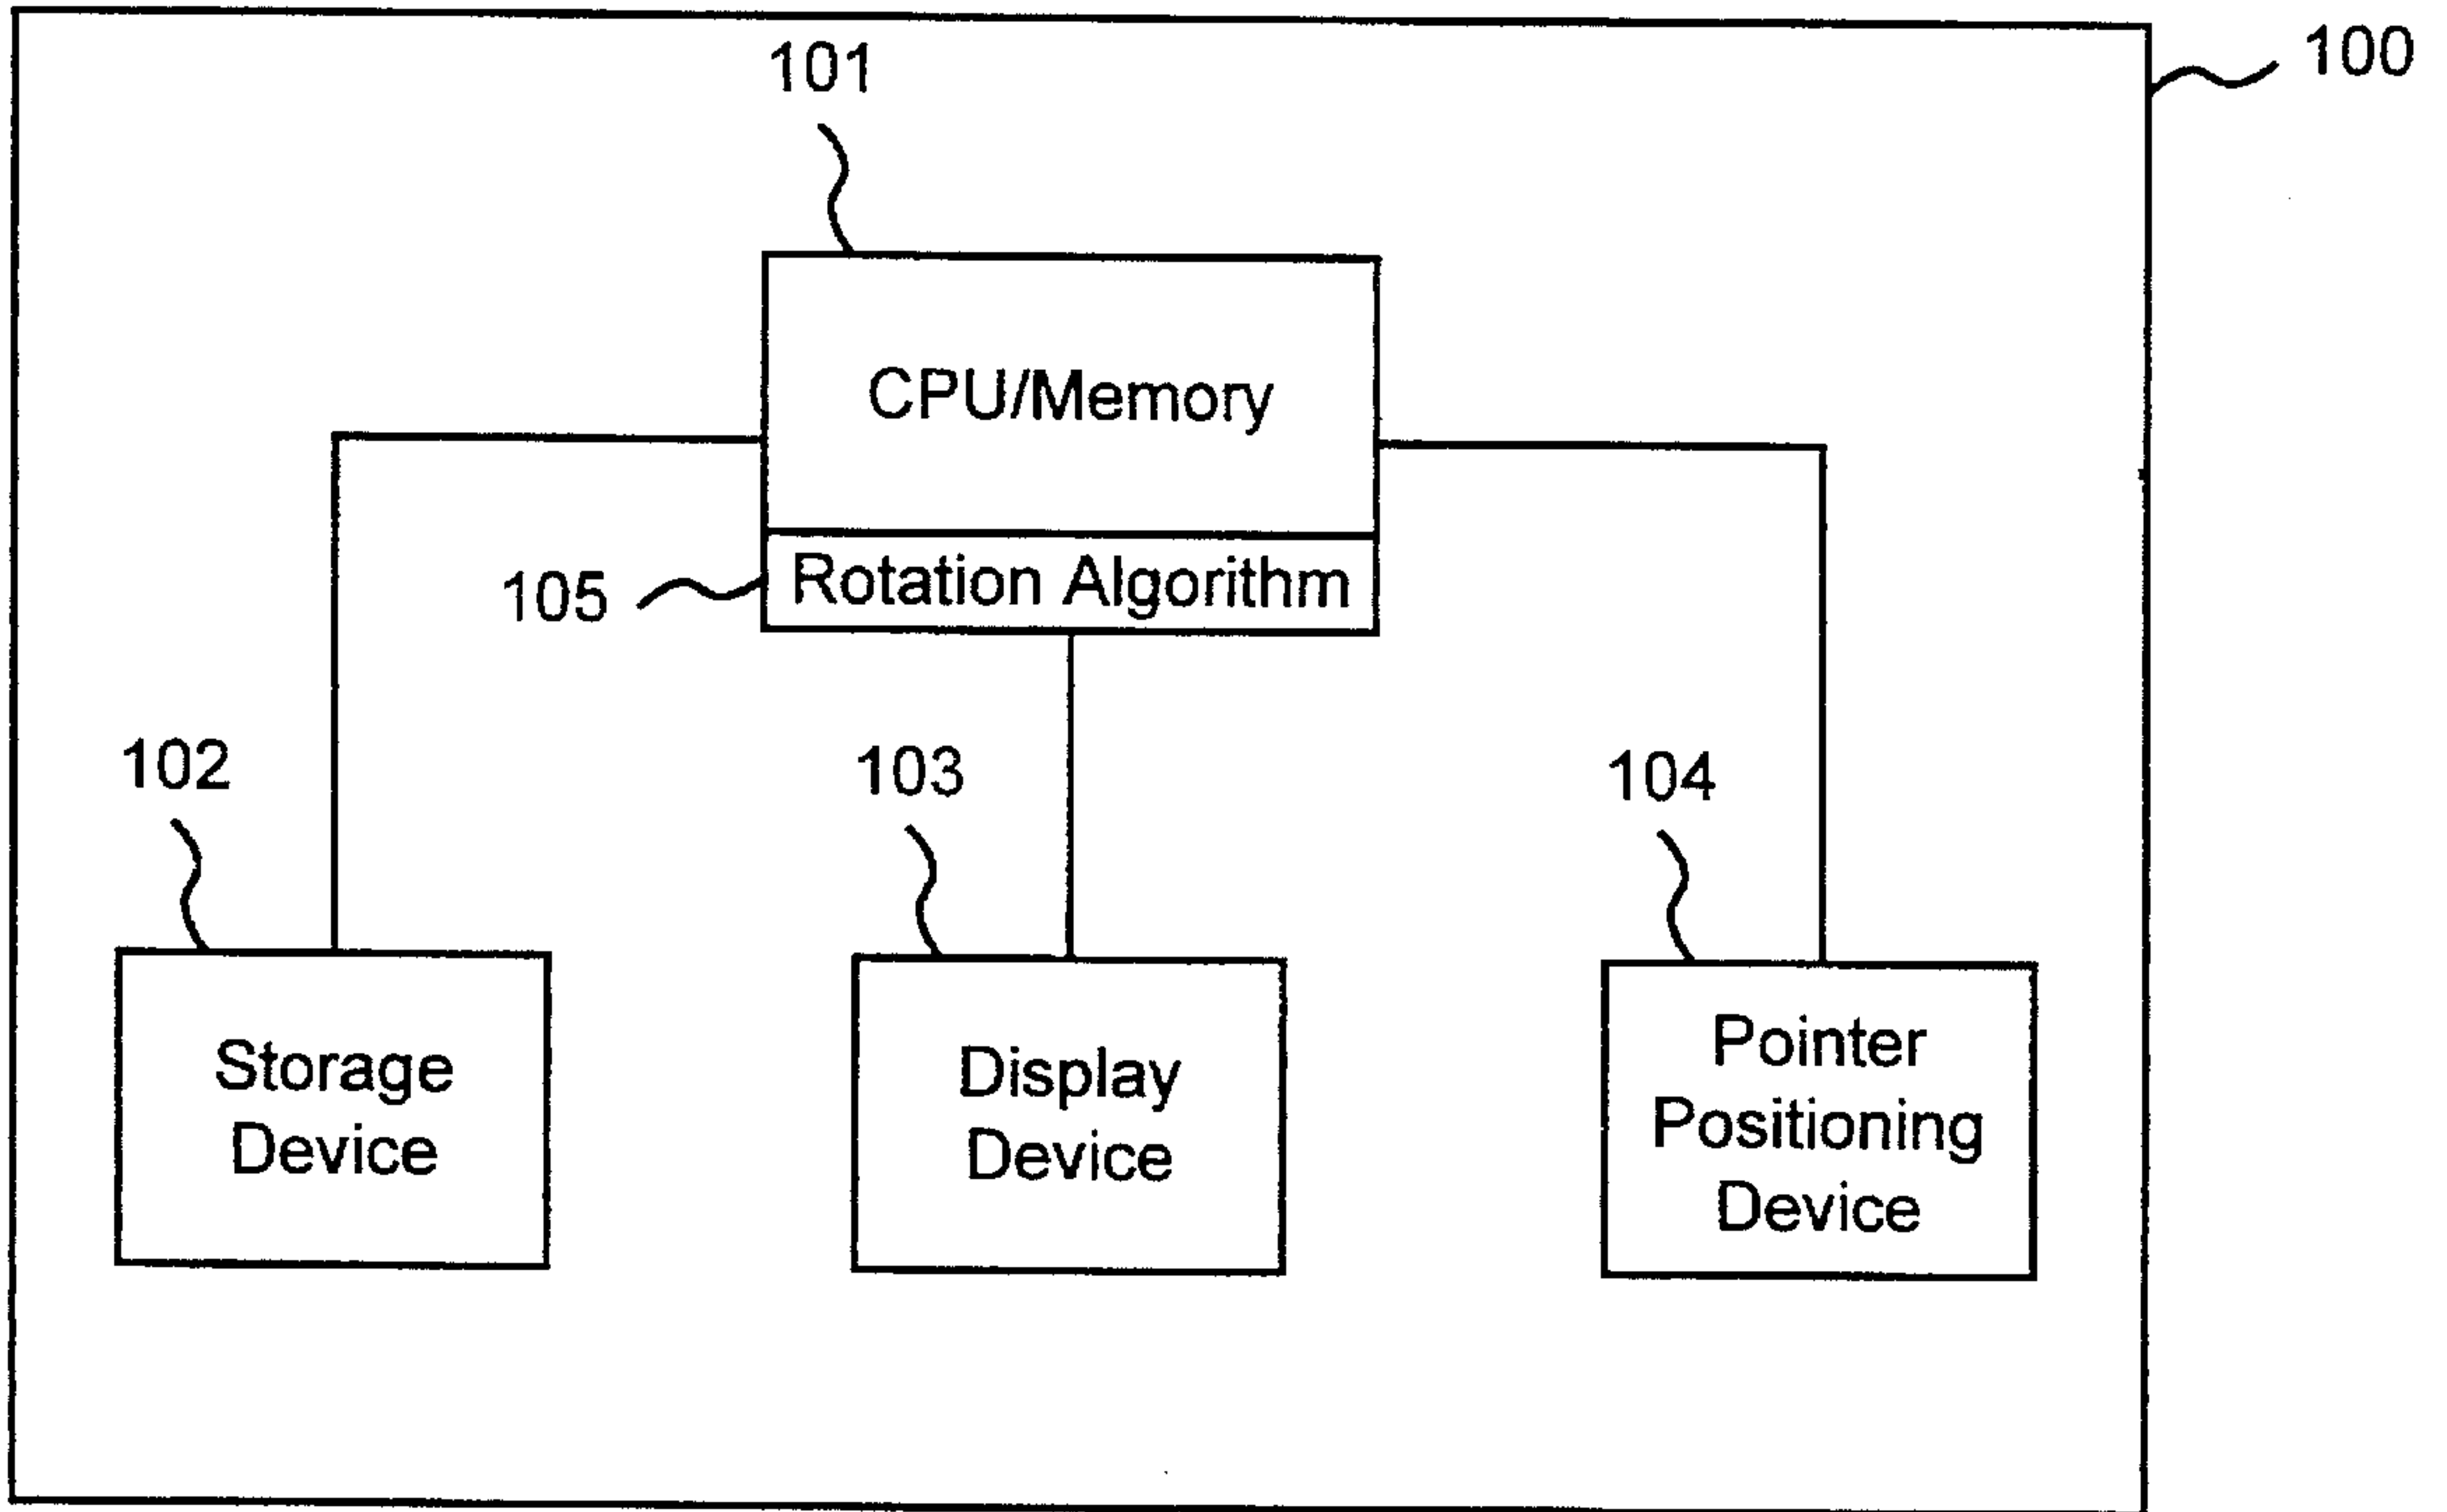 100
101
CPU/Memory
105
Rotation Algorithm
102
103
104
Storage
Device
Display
Device
Pointer
Positioning
Device